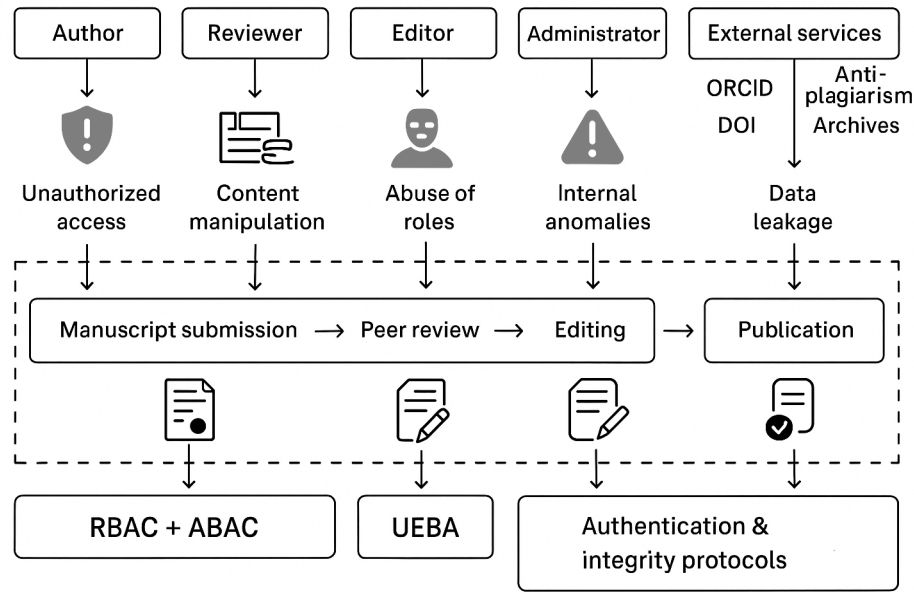 Author
Reviewer
Editor
Administrator
External services
ORCID
DOI
Anti-
plagiarism
Archives
Unauthorized
access
Content
manipulation
Abuse of
roles
Internal
anomalies
Data
leakage
Manuscript submission
Peer review
Editing
Publication
RBAC + ABAC
UEBA
Authentication &
integrity protocols